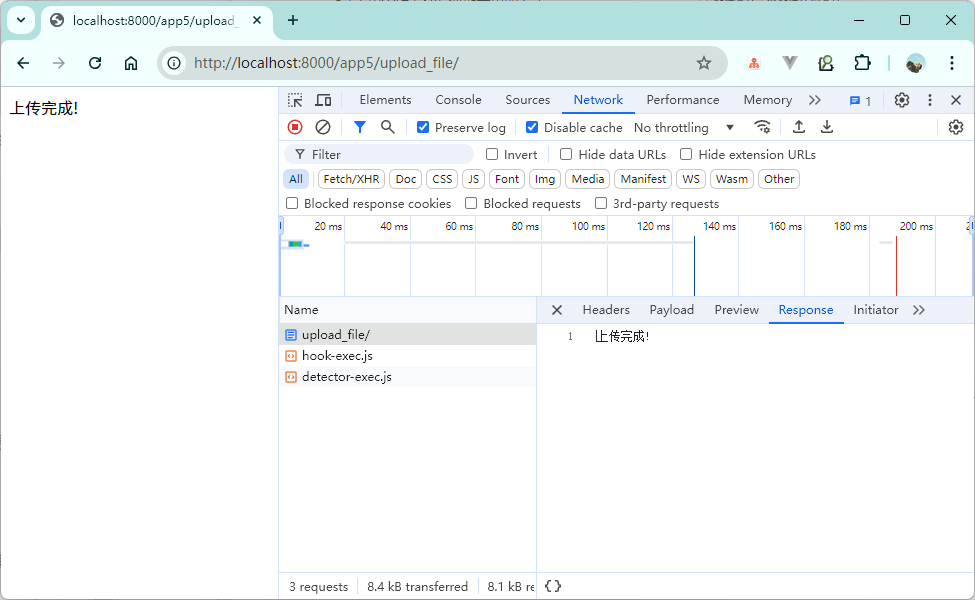 localhost:8000/app5/upload_
http://localhost:8000/app5/upload_file/
上传完成!
Elements Console Sources Network Performance Memory 1
Preserve log Disable cache No throttling
Filter Invert Hide data URLs Hide extension URLs
All Fetch/XHR Doc CSS JS Font Img Media Manifest WS Wasm Other
Blocked response cookies Blocked requests 3rd-party requests
20 ms 40 ms 60 ms 80 ms 100 ms 120 ms 140 ms 160 ms 180 ms 200 ms
Name
upload_file/
hook-exec.js
detector-exec.js
Headers Payload Preview Response Initiator
1 上传完成!
3 requests 8.4 kB transferred 8.1 kB re {}